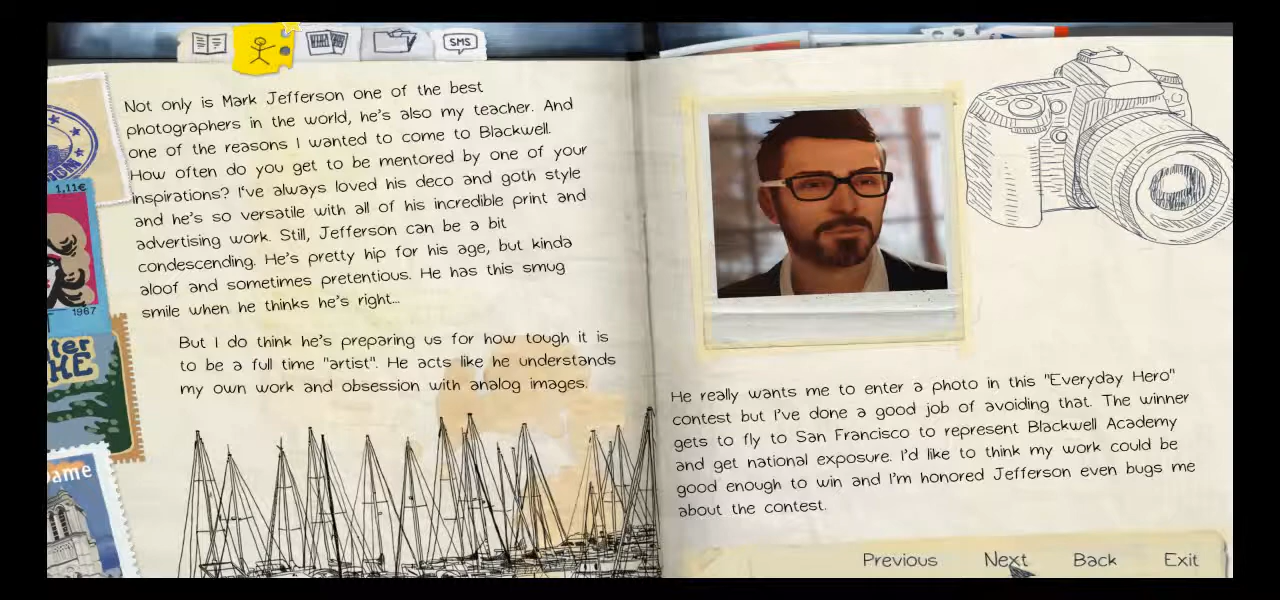 SMS
Not only is Mark Jefferson one of the best
photographers in the world, he's also my teacher. And
one of the reasons I wanted to come to Blackwell.
How often do you get to be mentored by one of your
inspirations? I've always loved his deco and goth style
and he's so versatile with all of his incredible print and
advertising work. Still, Jefferson can be a bit
condescending. He's pretty hip for his age, but kinda
aloof and sometimes pretentious. He has this smug
smile when he thinks he's right...
But I do think he's preparing us for how tough it is
to be a full time "artist". He acts like he understands
my own work and obsession with analog images.
1,11€
1967
ame
He really wants me to enter a photo in this "Everyday Hero"
contest but I've done a good job of avoiding that. The winner
gets to fly to San Francisco to represent Blackwell Academy
and get national exposure. I'd like to think my work could be
good enough to win and I'm honored Jefferson even bugs me
about the contest.
Previous Next Back Exit